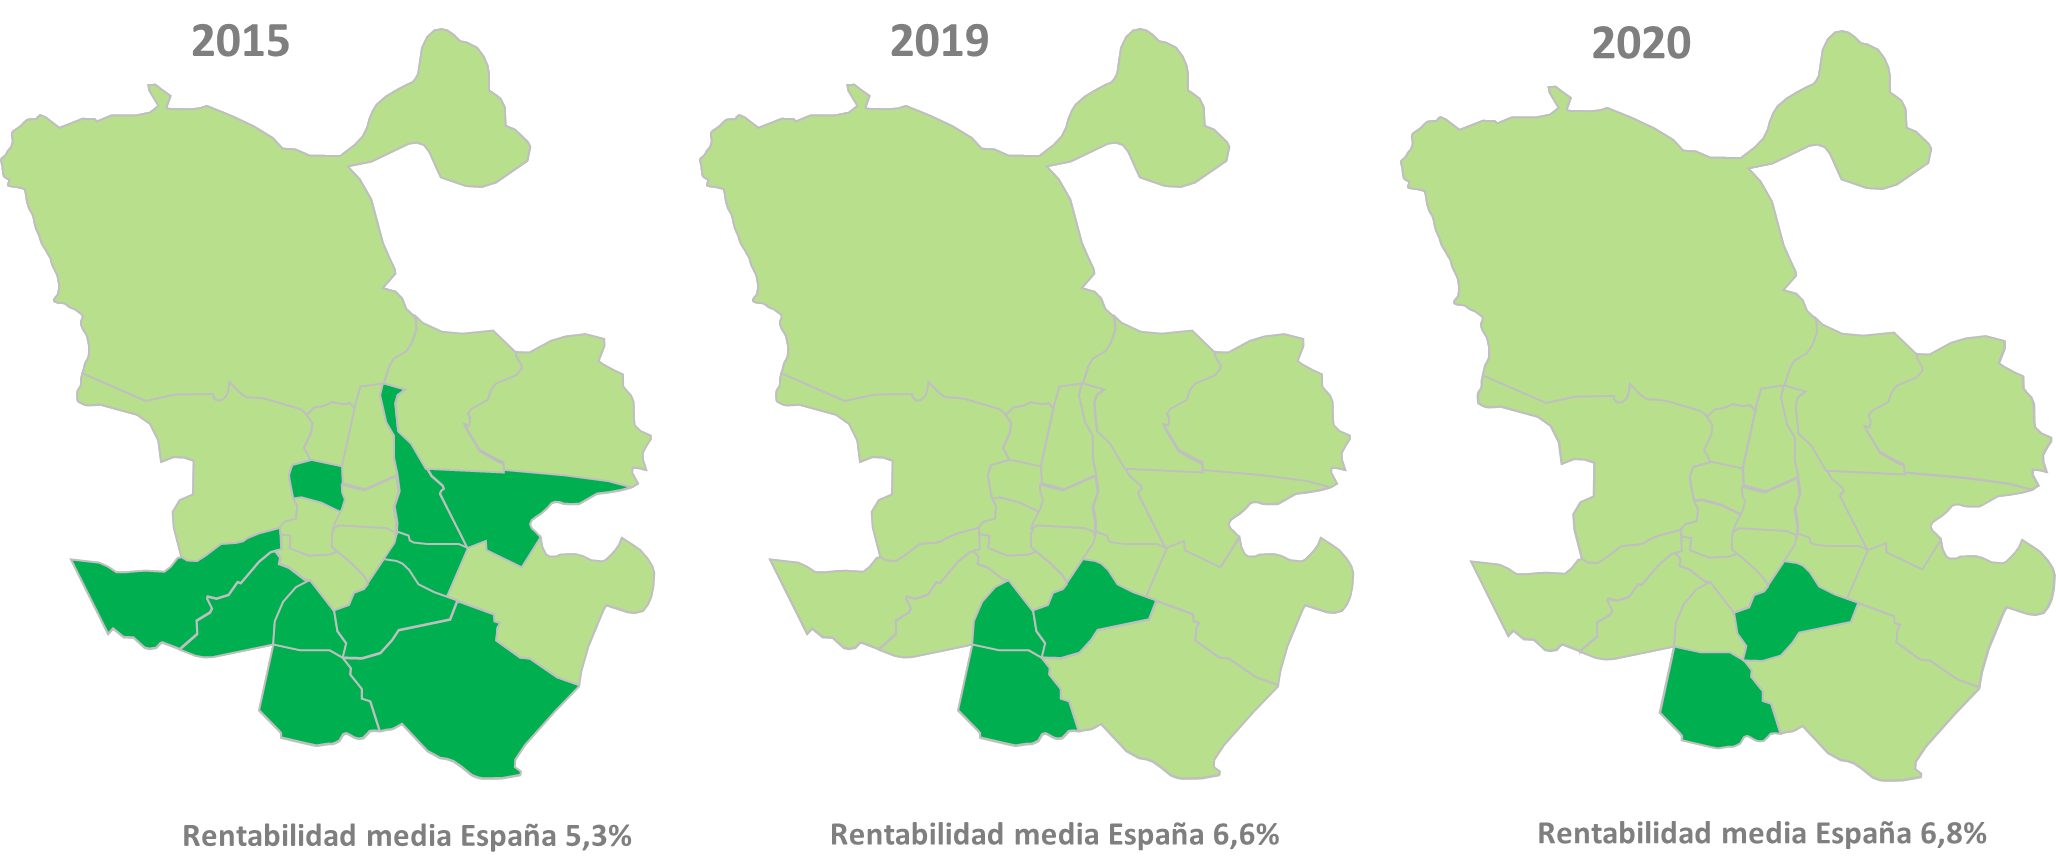 2015
2019
2020
Rentabilidad media España 5,3%
Rentabilidad media España 6,6%
Rentabilidad media España 6,8%